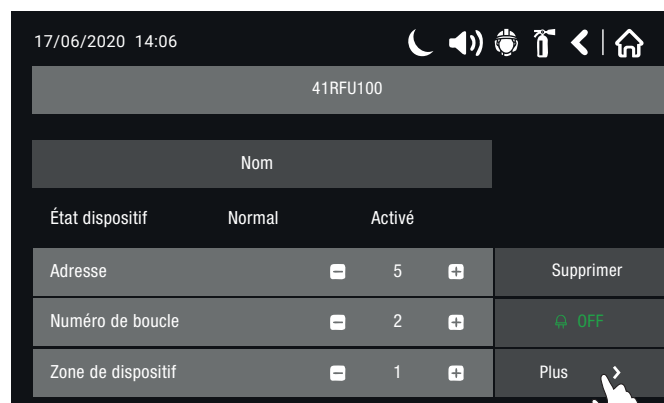 17/06/2020 14:06
41RFU100
Nom
État dispositif Normal Activé
Adresse 5 Supprimer
Numéro de boucle 2 OFF
Zone de dispositif 1 Plus